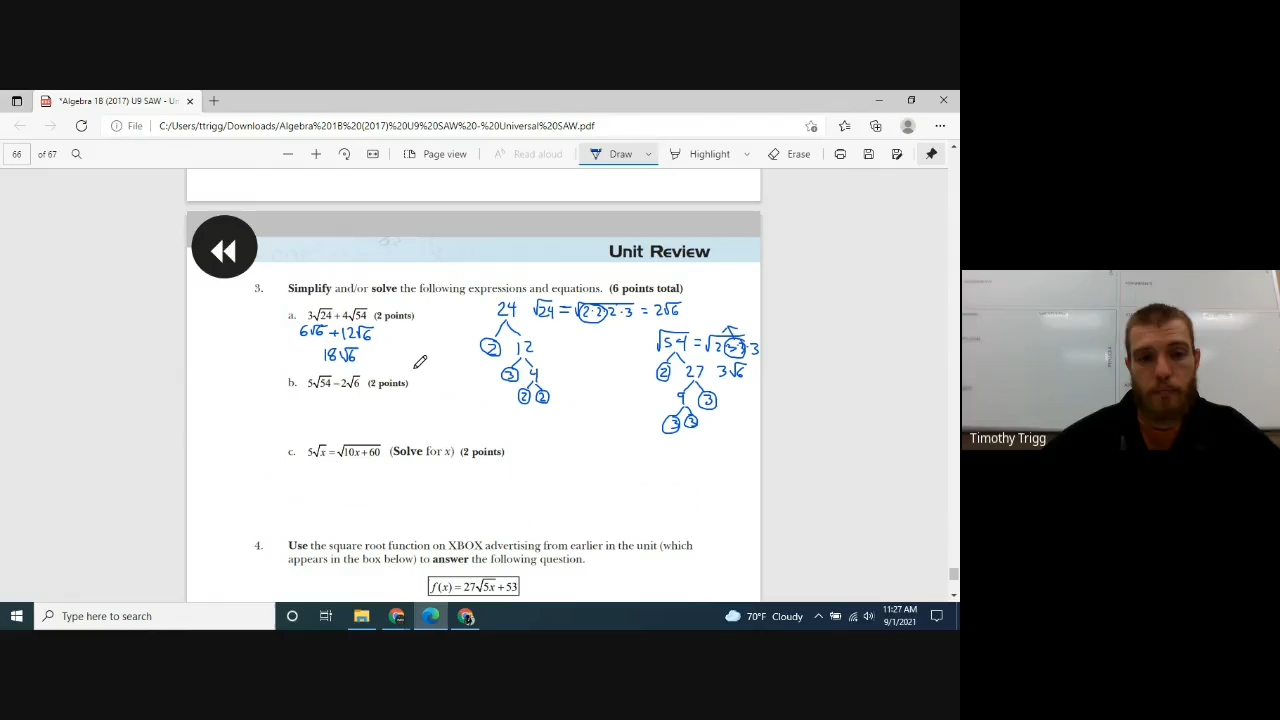 *Algebra 1B (2017) U9 SAW - Un
File C:/Users/ttrigg/Downloads/Algebra%201B%20(2017)%20U9%20SAW%20-%20Universal%20SAW.pdf
66 of 67 Page view Read aloud Draw Highlight Erase
Unit Review
3. Simplify and/or solve the following expressions and equations. (6 points total)
a. 3√24 + 4√54 (2 points)
6√6 + 12√6
18√6
24 √24 = √2·2·2·3 = 2√6
2 12
3 4
2 2
√54 = √2·3·3·3
2 27 3√6
9 3
3 3
b. 5√54 − 2√6 (2 points)
c. 5√x = √10x + 60 (Solve for x) (2 points)
4. Use the square root function on XBOX advertising from earlier in the unit (which
appears in the box below) to answer the following question.
f(x) = 27√5x + 53
Timothy Trigg
Type here to search
70°F Cloudy
11:27 AM
9/1/2021